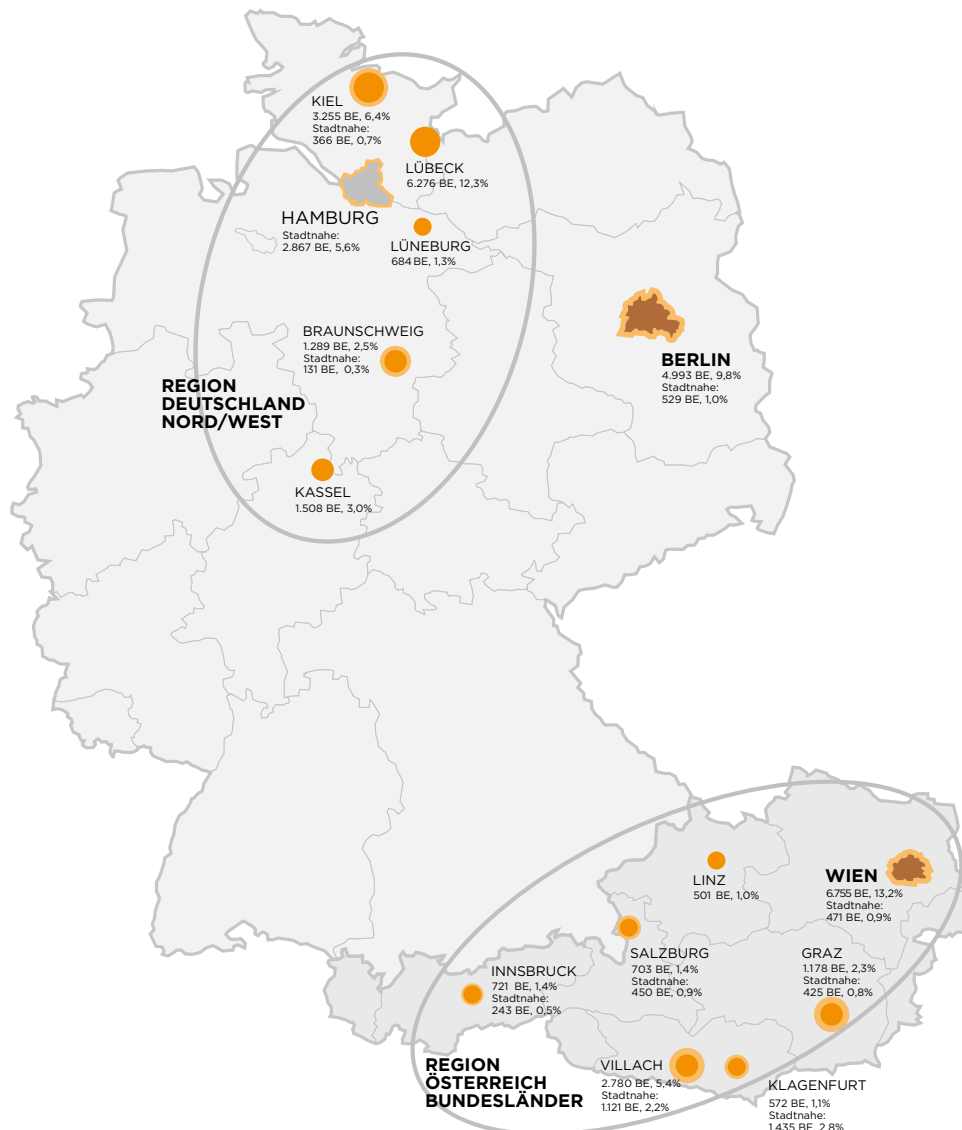 KIEL
3.255 BE, 6,4%
Stadtnahe:
366 BE, 0,7%
LÜBECK
6.276 BE, 12,3%
HAMBURG
Stadtnahe:
2.867 BE, 5,6%
LÜNEBURG
684 BE, 1,3%
BRAUNSCHWEIG
1.289 BE, 2,5%
Stadtnahe:
131 BE, 0,3%
BERLIN
4.993 BE, 9,8%
Stadtnahe:
529 BE, 1,0%
REGION
DEUTSCHLAND
NORD/WEST
KASSEL
1.508 BE, 3,0%
LINZ
501 BE, 1,0%
WIEN
6.755 BE, 13,2%
Stadtnahe:
471 BE, 0,9%
SALZBURG
703 BE, 1,4%
Stadtnahe:
450 BE, 0,9%
GRAZ
1.178 BE, 2,3%
Stadtnahe:
425 BE, 0,8%
INNSBRUCK
721 BE, 1,4%
Stadtnahe:
243 BE, 0,5%
REGION
ÖSTERREICH
BUNDESLÄNDER
VILLACH
2.780 BE, 5,4%
Stadtnahe:
1.121 BE, 2,2%
KLAGENFURT
572 BE, 1,1%
Stadtnahe:
1.435 BE, 2,8%